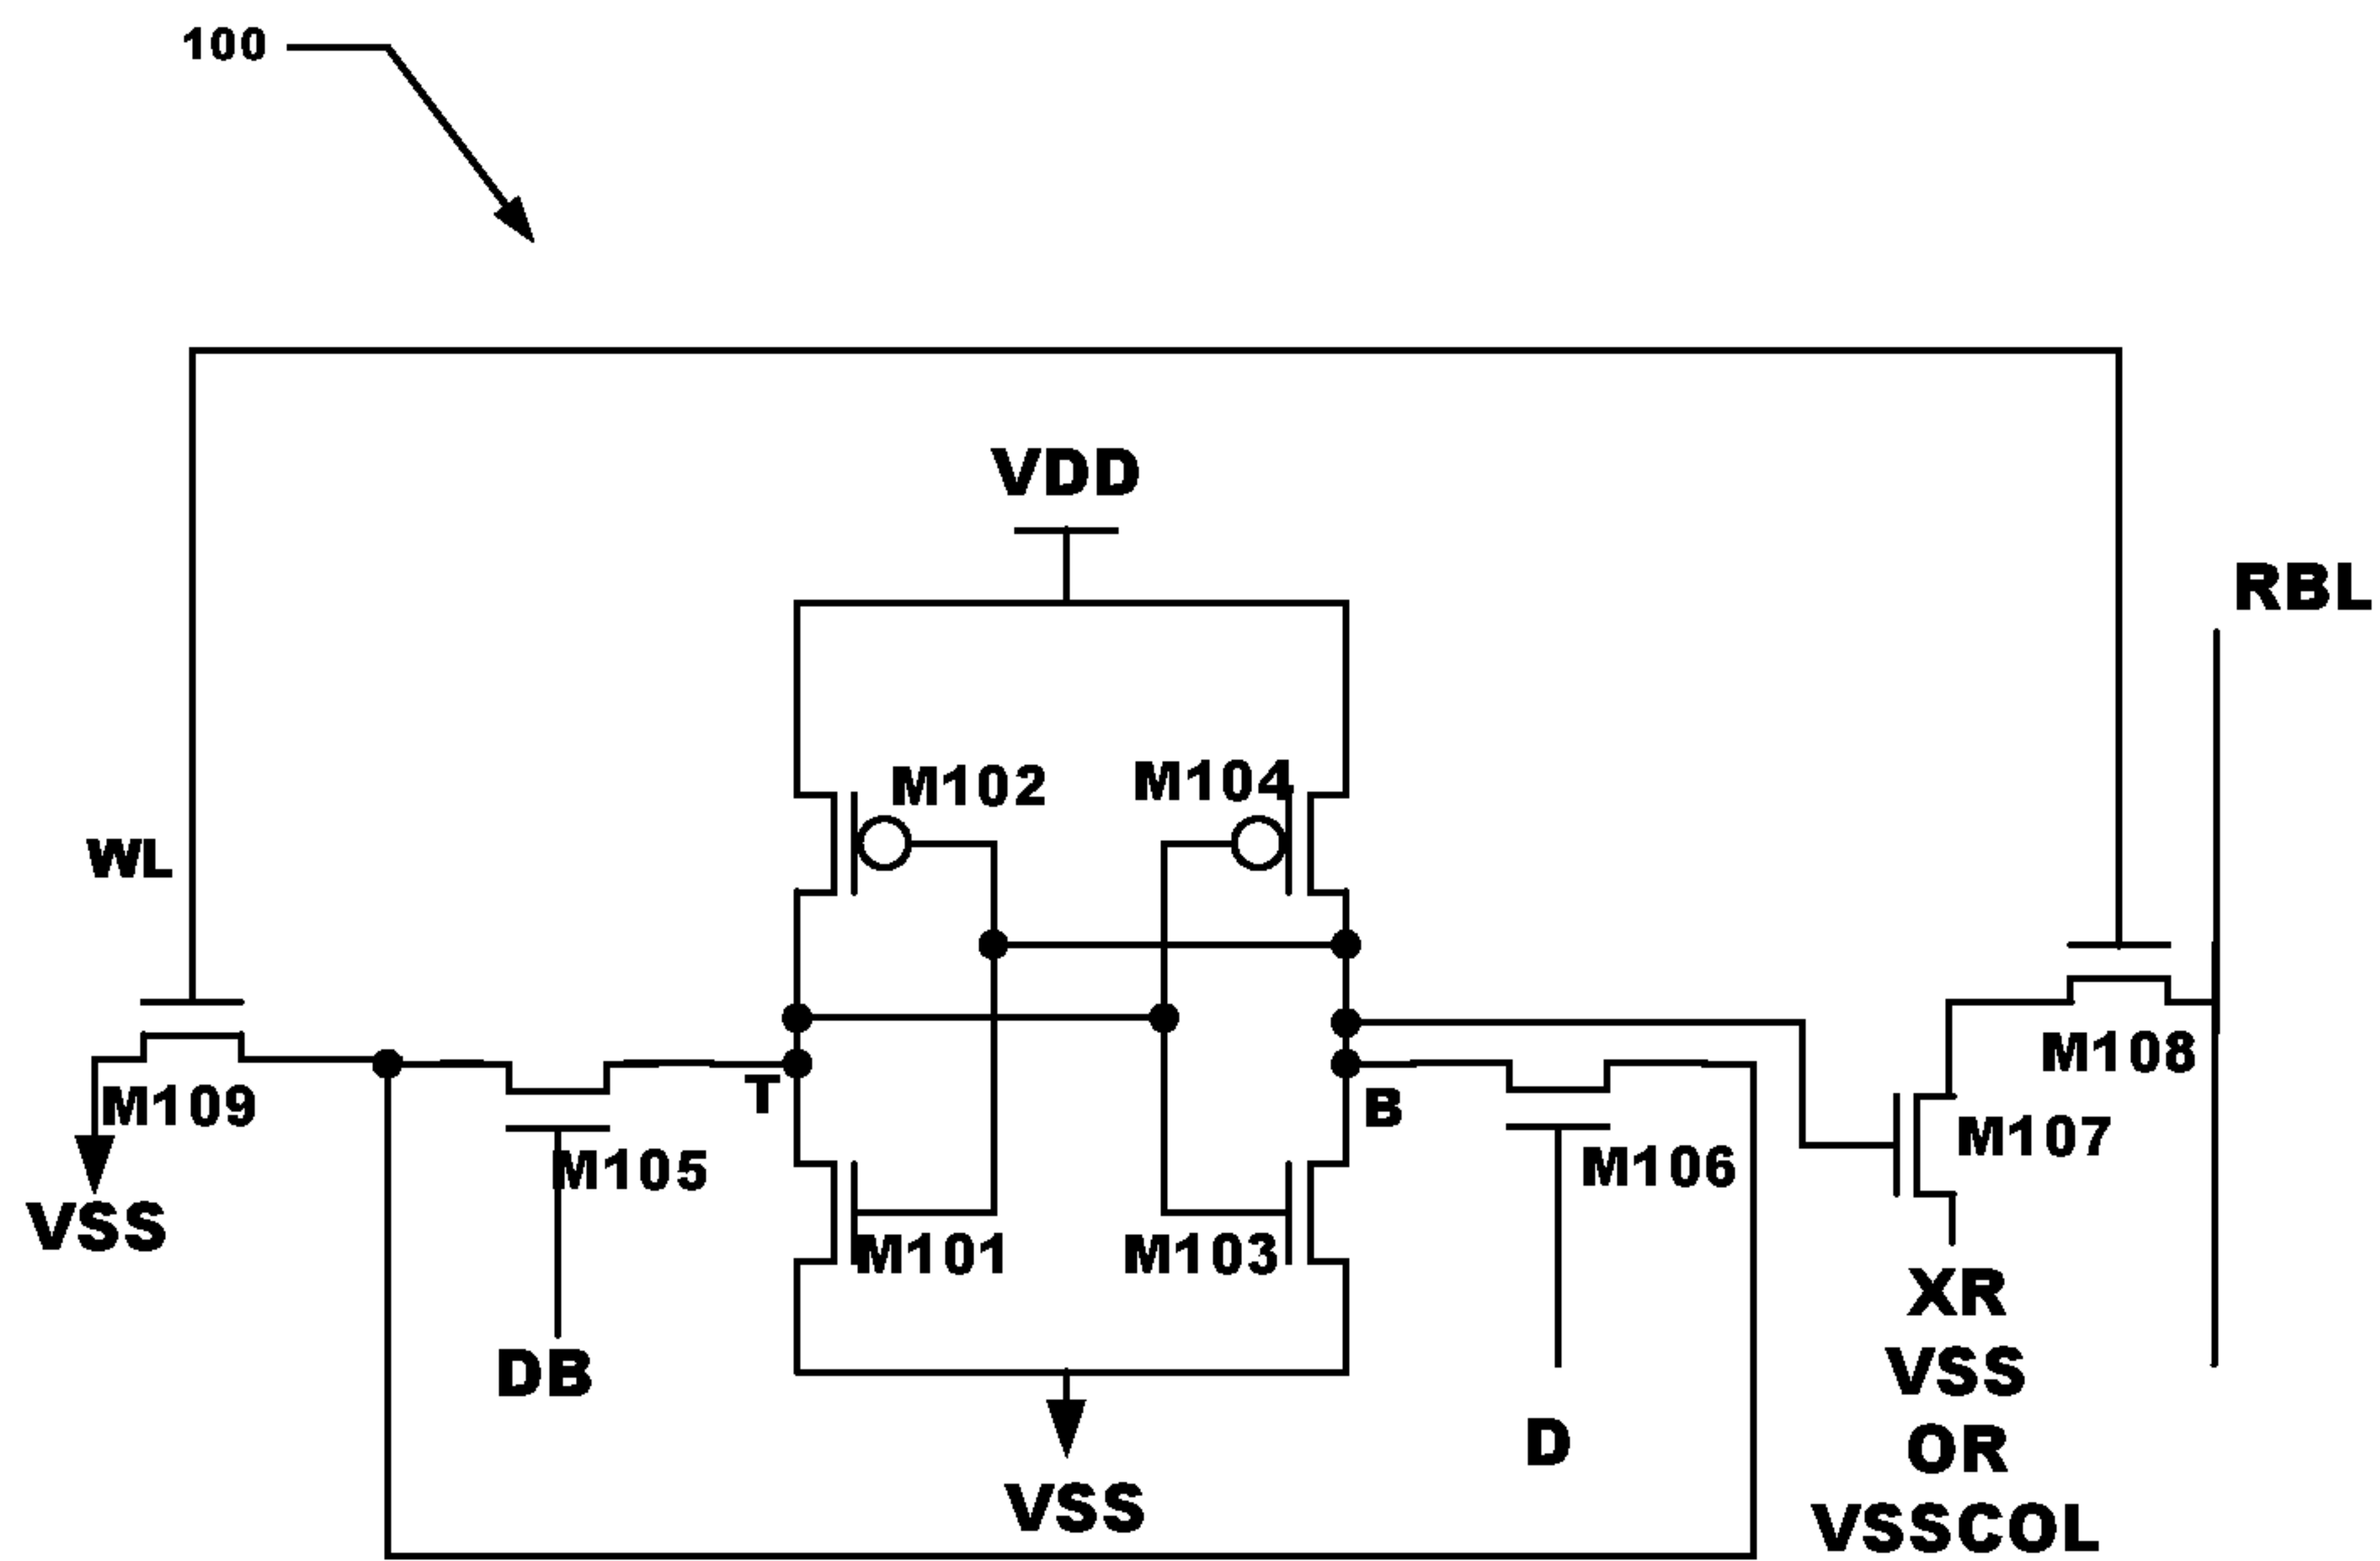 100
VDD
RBL
M102
M104
WL
M108
M109
T
B
M107
M105
M106
VSS
M101
M103
XR
DB
VSS
D
OR
VSS
VSSCOL